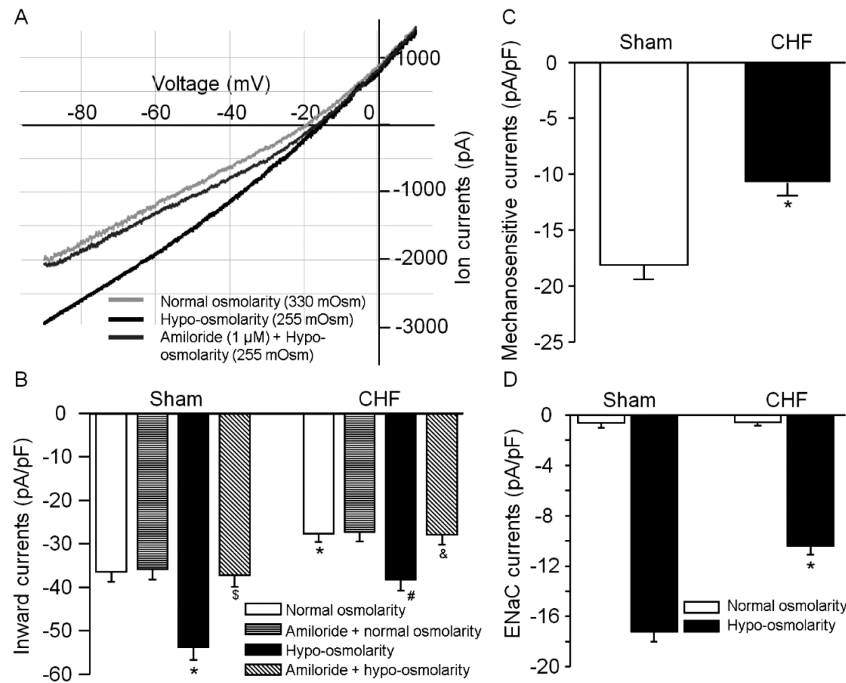 A
Voltage (mV)
-80
-60
-40
-20
0
1000
-1000
-2000
-3000
Ion currents (pA)
Normal osmolarity (330 mOsm)
Hypo-osmolarity (255 mOsm)
Amiloride (1 µM) + Hypo-
osmolarity (255 mOsm)
B
Sham
CHF
Inward currents (pA/pF)
0
-10
-20
-30
-40
-50
-60
*
$
*
#
&
Normal osmolarity
Amiloride + normal osmolarity
Hypo-osmolarity
Amiloride + hypo-osmolarity
C
Sham
CHF
Mechanosensitive currents (pA/pF)
0
-5
-10
-15
-20
-25
*
D
Sham
CHF
ENaC currents (pA/pF)
0
-4
-8
-12
-16
-20
*
Normal osmolarity
Hypo-osmolarity